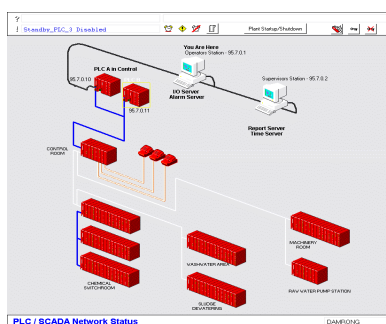 ?
! Standby_PLC_3 Disabled
Plant Startup/Shutdown
You Are Here
Operators Station - 95.7.0.1
PLC A in Control
95.7.0.10
95.7.0.11
I/O Server
Alarm Server
Supervisors Station - 95.7.0.2
Report Server
Time Server
CONTROL
ROOM
MACHINERY
ROOM
WASHWATER AREA
CHEMICAL
SWITCHROOM
RAW WATER PUMP STATION
SLUDGE
DEWATERING
PLC / SCADA Network Status
DAMRONG